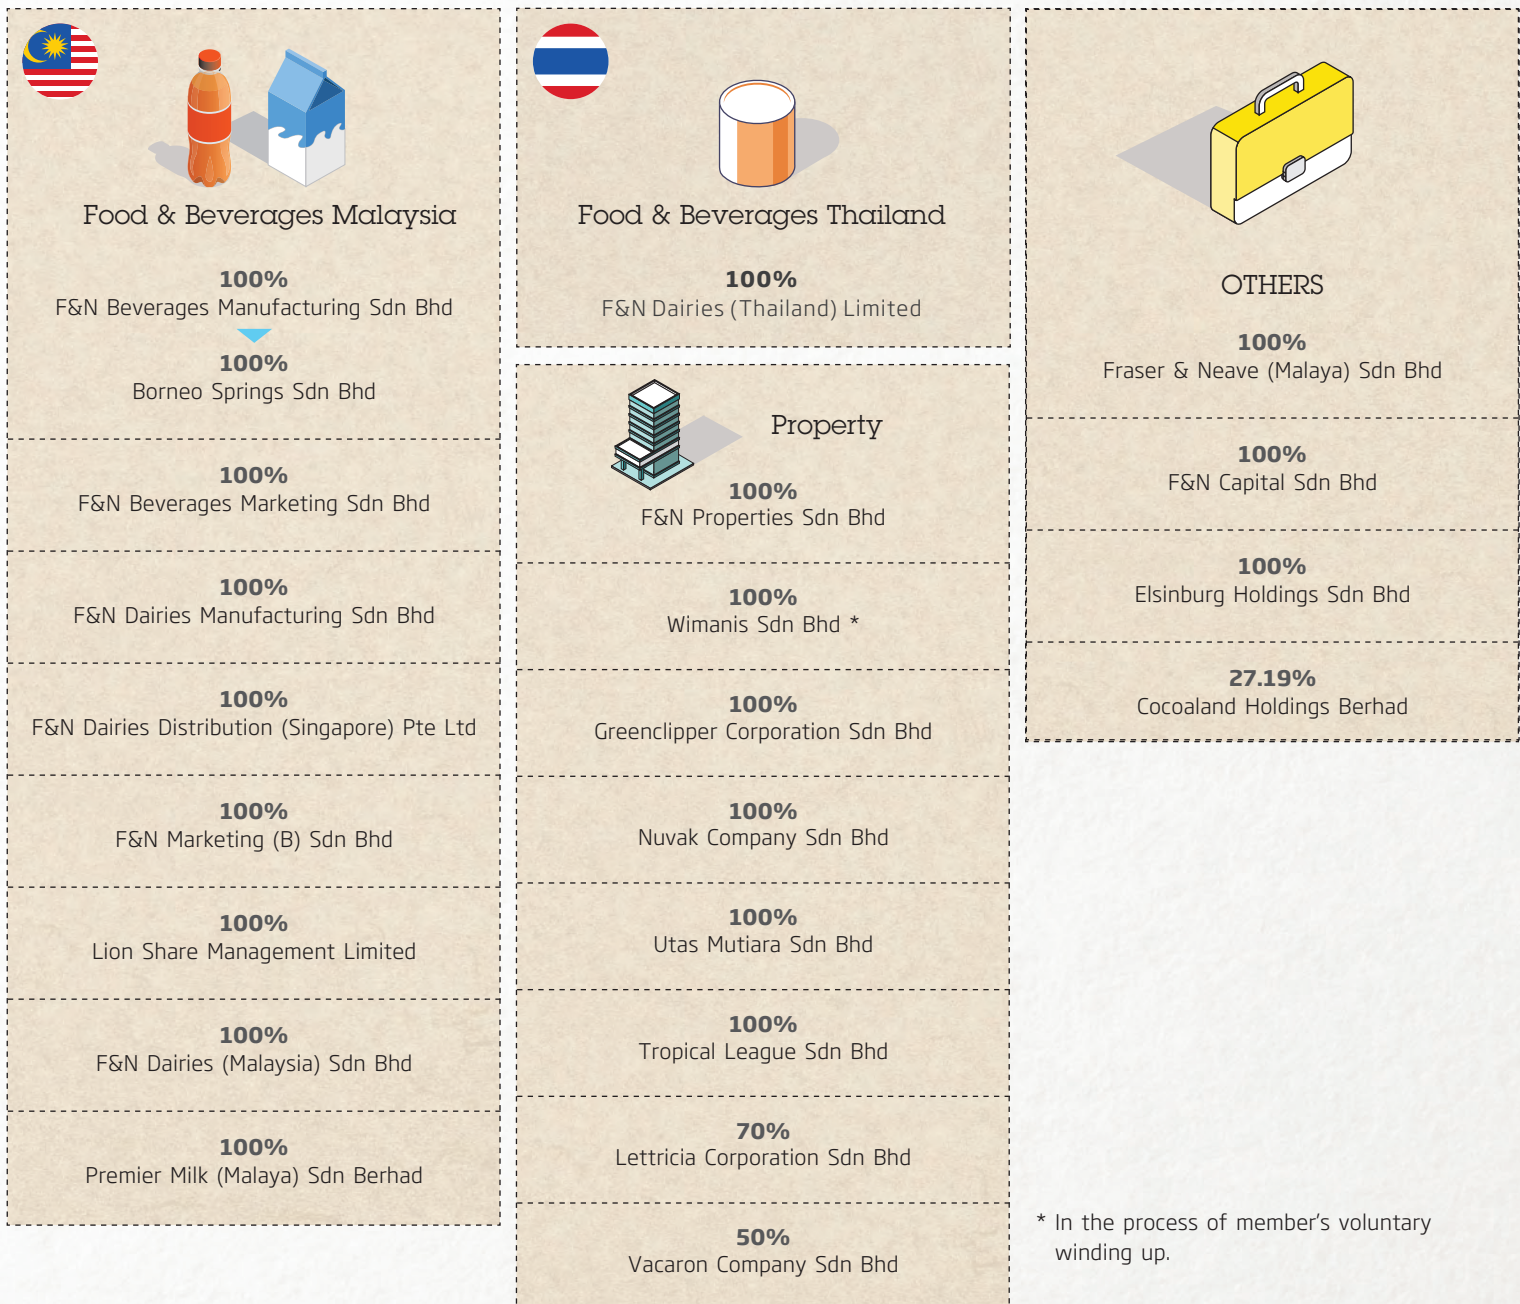 Food & Beverages Malaysia
100%
F&N Beverages Manufacturing Sdn Bhd
100%
Borneo Springs Sdn Bhd
100%
F&N Beverages Marketing Sdn Bhd
100%
F&N Dairies Manufacturing Sdn Bhd
100%
F&N Dairies Distribution (Singapore) Pte Ltd
100%
F&N Marketing (B) Sdn Bhd
100%
Lion Share Management Limited
100%
F&N Dairies (Malaysia) Sdn Bhd
100%
Premier Milk (Malaya) Sdn Berhad
Food & Beverages Thailand
100%
F&N Dairies (Thailand) Limited
Property
100%
F&N Properties Sdn Bhd
100%
Wimanis Sdn Bhd *
100%
Greenclipper Corporation Sdn Bhd
100%
Nuvak Company Sdn Bhd
100%
Utas Mutiara Sdn Bhd
100%
Tropical League Sdn Bhd
70%
Lettricia Corporation Sdn Bhd
50%
Vacaron Company Sdn Bhd
OTHERS
100%
Fraser & Neave (Malaya) Sdn Bhd
100%
F&N Capital Sdn Bhd
100%
Elsinburg Holdings Sdn Bhd
27.19%
Cocoaland Holdings Berhad
* In the process of member's voluntary
winding up.